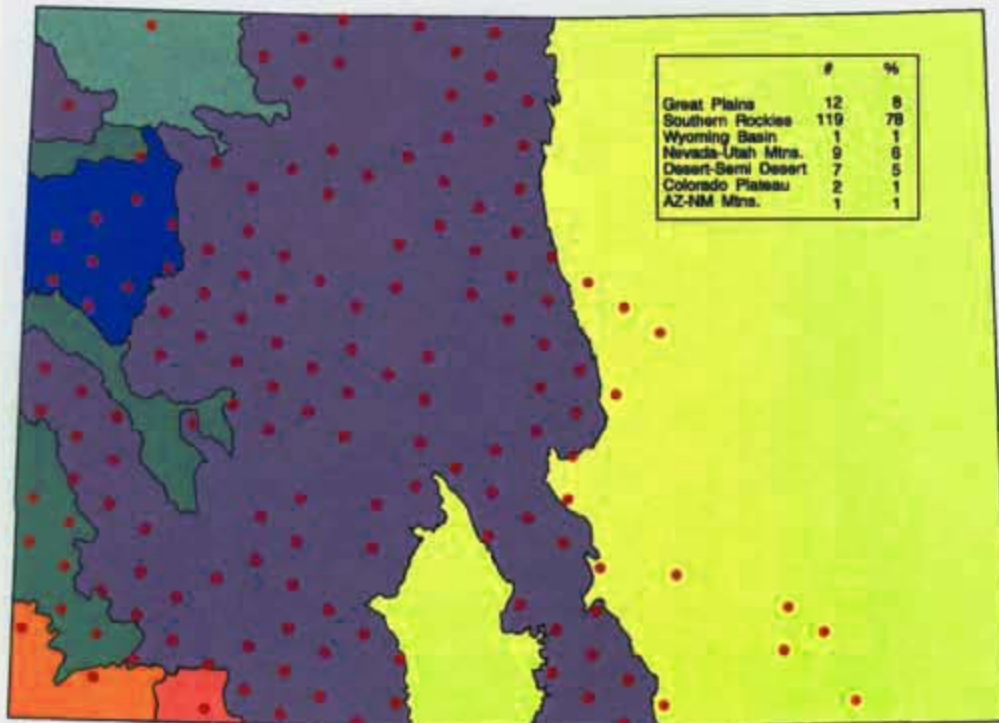 # %
Great Plains 12 8
Southern Rockies 119 78
Wyoming Basin 1 1
Nevada-Utah Mtns. 9 6
Desert-Semi Desert 7 5
Colorado Plateau 2 1
AZ-NM Mtns. 1 1